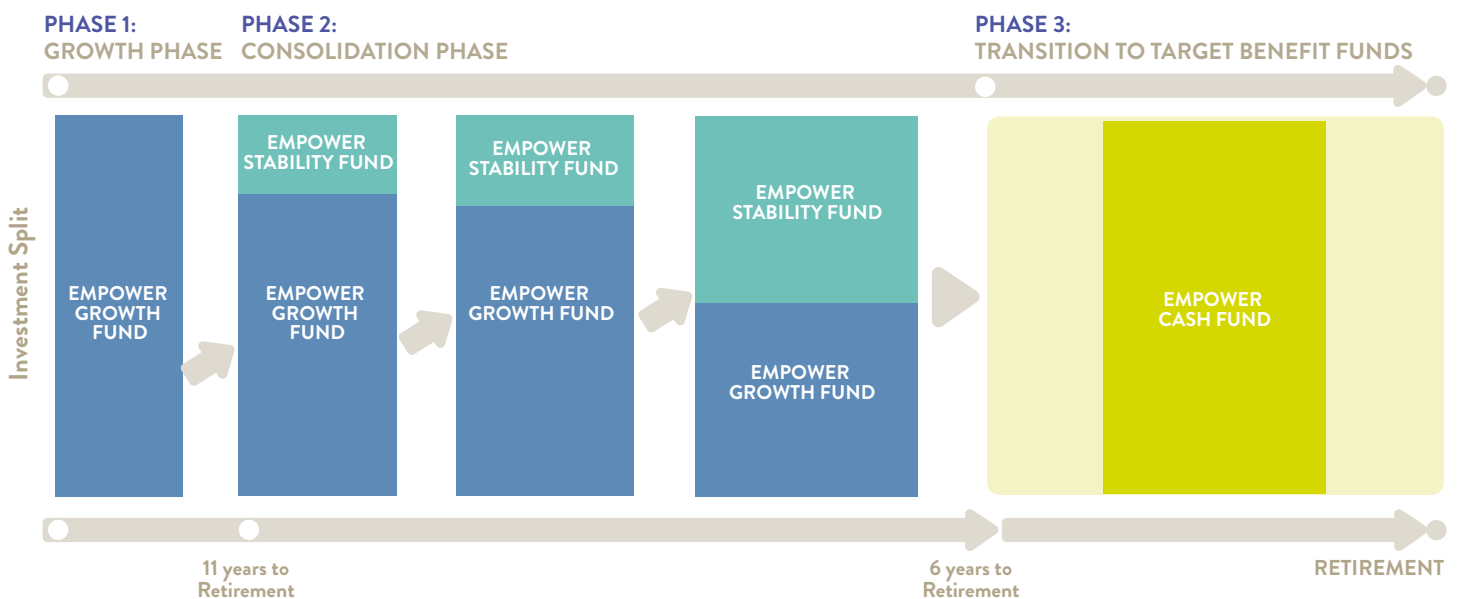 PHASE 1:
GROWTH PHASE
PHASE 2:
CONSOLIDATION PHASE
PHASE 3:
TRANSITION TO TARGET BENEFIT FUNDS
Investment Split
EMPOWER
GROWTH
FUND
EMPOWER
STABILITY FUND
EMPOWER
GROWTH
FUND
EMPOWER
STABILITY FUND
EMPOWER
GROWTH FUND
EMPOWER
STABILITY FUND
EMPOWER
GROWTH FUND
EMPOWER
CASH FUND
11 years to
Retirement
6 years to
Retirement
RETIREMENT